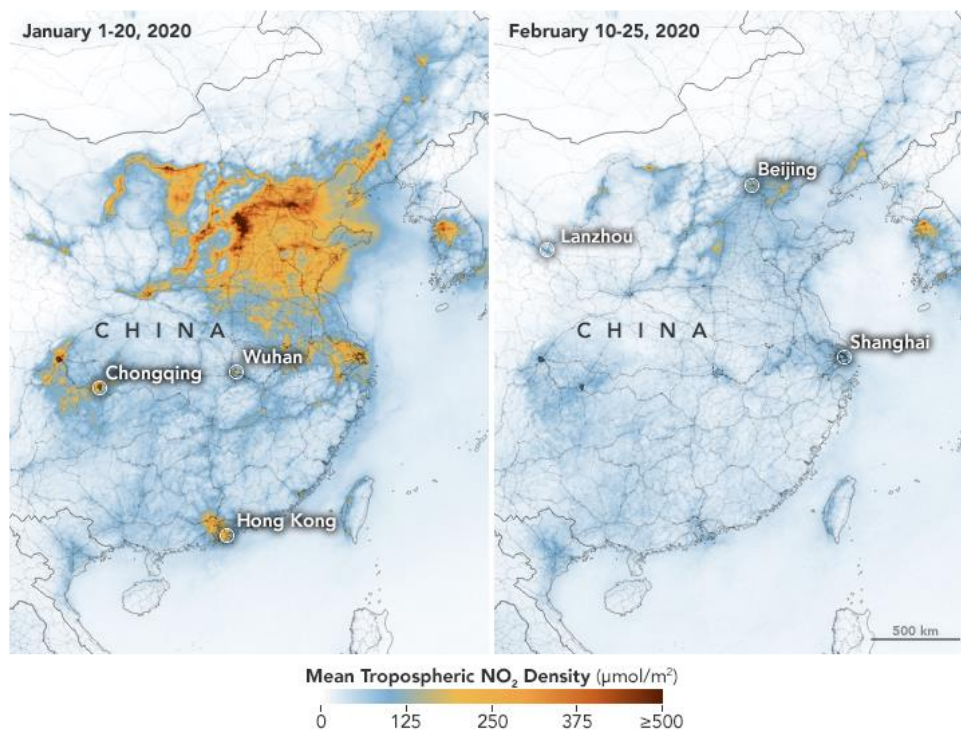 January 1-20, 2020
CHINA
Wuhan
Chongqing
Hong Kong
February 10-25, 2020
Beijing
Lanzhou
CHINA
Shanghai
500 km
Mean Tropospheric NO₂ Density (μmol/m²)
0 125 250 375 ≥500